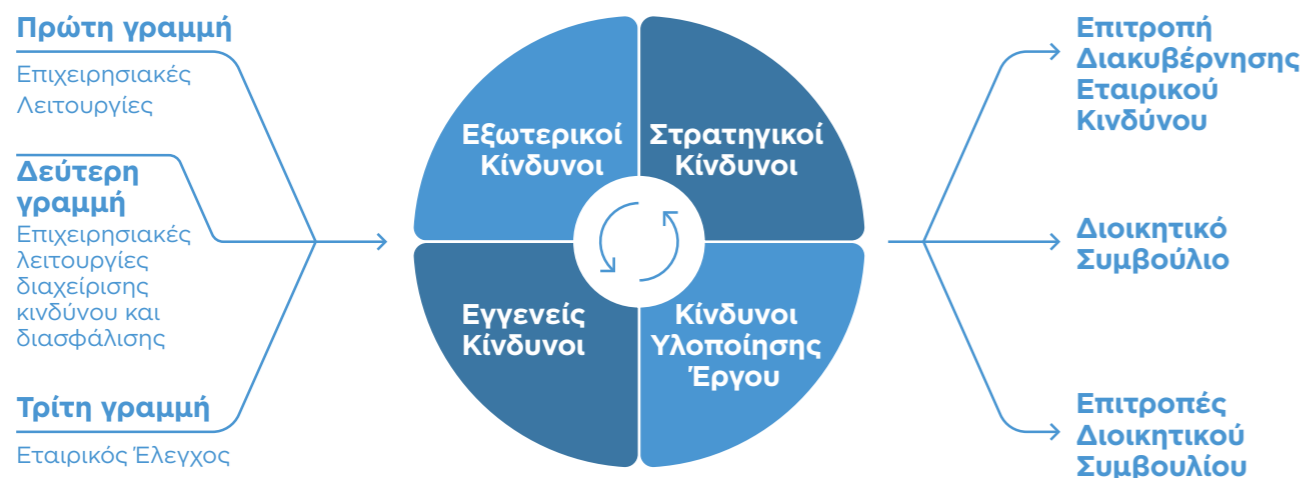 Πρώτη γραμμή
Επιχειρησιακές
Λειτουργίες
Δεύτερη
γραμμή
Επιχειρησιακές
λειτουργίες
διαχείρισης
κινδύνου και
διασφάλισης
Τρίτη γραμμή
Εταιρικός Έλεγχος
Εξωτερικοί
Κίνδυνοι
Στρατηγικοί
Κίνδυνοι
Εγγενείς
Κίνδυνοι
Κίνδυνοι
Υλοποίησης
Έργου
Επιτροπή
Διακυβέρνησης
Εταιρικού
Κινδύνου
Διοικητικό
Συμβούλιο
Επιτροπές
Διοικητικού
Συμβουλίου